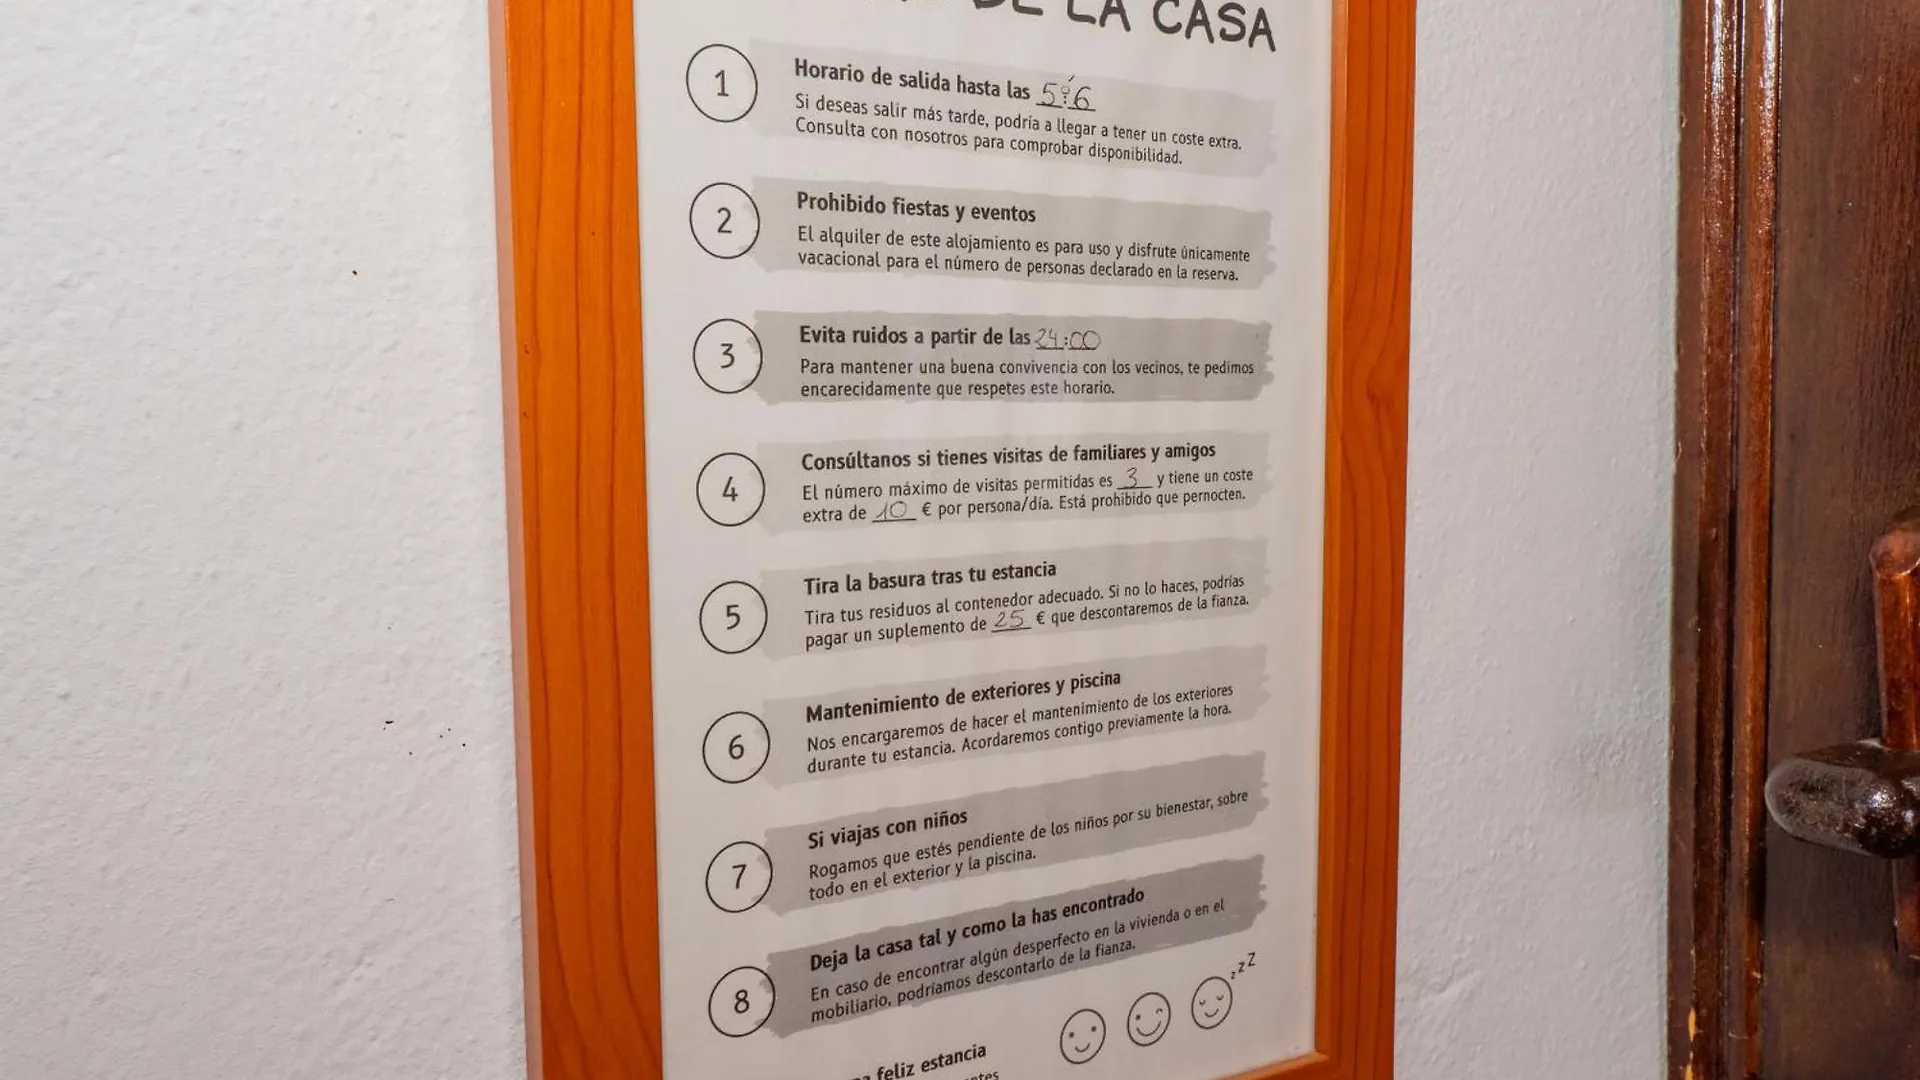 DE LA CASA
1
Horario de salida hasta las
Si deseas salir más tarde, podría a llegar a tener un coste extra.
Consulta con nosotros para comprobar disponibilidad.
2
Prohibido fiestas y eventos
El alquiler de este alojamiento es para uso y disfrute únicamente
vacacional para el número de personas declarado en la reserva.
3
Evita ruidos a partir de las 24:00
Para mantener una buena convivencia con los vecinos, te pedimos
encarecidamente que respetes este horario.
4
Consúltanos si tienes visitas de familiares y amigos
El número máximo de visitas permitidas es 3 y tiene un coste
extra de 10 € por persona/día. Está prohibido que pernocten.
5
Tira la basura tras tu estancia
Tira tus residuos al contenedor adecuado. Si no lo haces, podrías
pagar un suplemento de 25 € que descontaremos de la fianza.
6
Mantenimiento de exteriores y piscina
Nos encargaremos de hacer el mantenimiento de los exteriores
durante tu estancia. Acordaremos contigo previamente la hora.
7
Si viajas con niños
Rogamos que estés pendiente de los niños por su bienestar, sobre
todo en el exterior y la piscina.
8
Deja la casa tal y como la has encontrado
En caso de encontrar algún desperfecto en la vivienda o en el
mobiliario, podríamos descontarlo de la fianza.
zzZ
feliz estancia